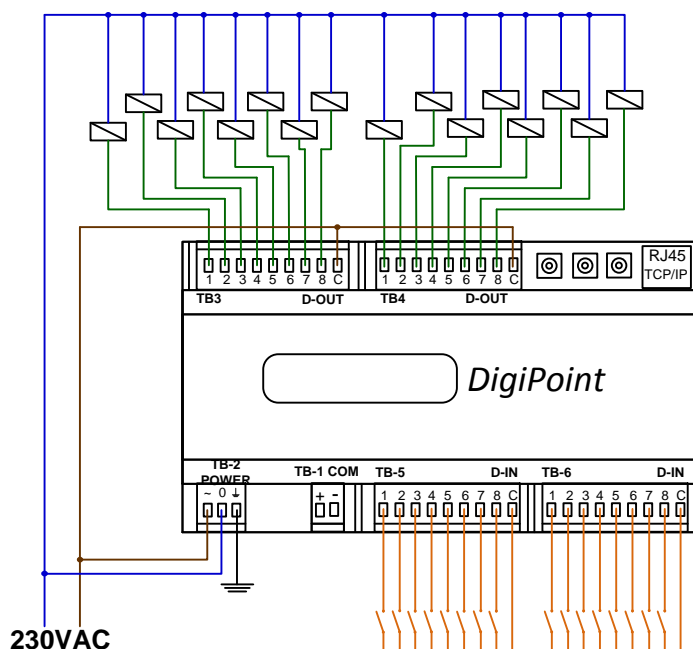 RJ45
TCP/IP
1 2 3 4 5 6 7 8 C
1 2 3 4 5 6 7 8 C
TB3 D-OUT
TB4 D-OUT
DigiPoint
TB-2
POWER
TB-1 COM
TB-5 D-IN
TB-6 D-IN
~ 0 ⏚
+ -
1 2 3 4 5 6 7 8 C
1 2 3 4 5 6 7 8 C
230VAC